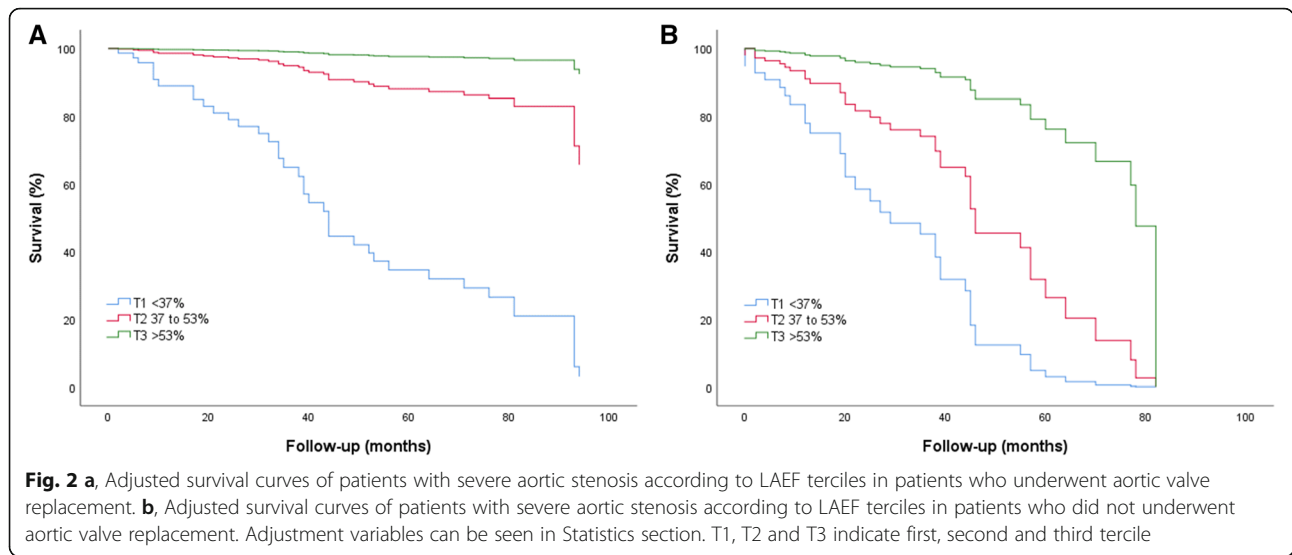 A
100
80
60
40
20
0
Survival (%)
T1 <37%
T2 37 to 53%
T3 >53%
0 20 40 60 80 100
Follow-up (months)
B
100
80
60
40
20
0
Survival (%)
T1 <37%
T2 37 to 53%
T3 >53%
0 20 40 60 80 100
Follow-up (months)
Fig. 2 a, Adjusted survival curves of patients with severe aortic stenosis according to LAEF terciles in patients who underwent aortic valve
replacement. b, Adjusted survival curves of patients with severe aortic stenosis according to LAEF terciles in patients who did not underwent
aortic valve replacement. Adjustment variables can be seen in Statistics section. T1, T2 and T3 indicate first, second and third tercile